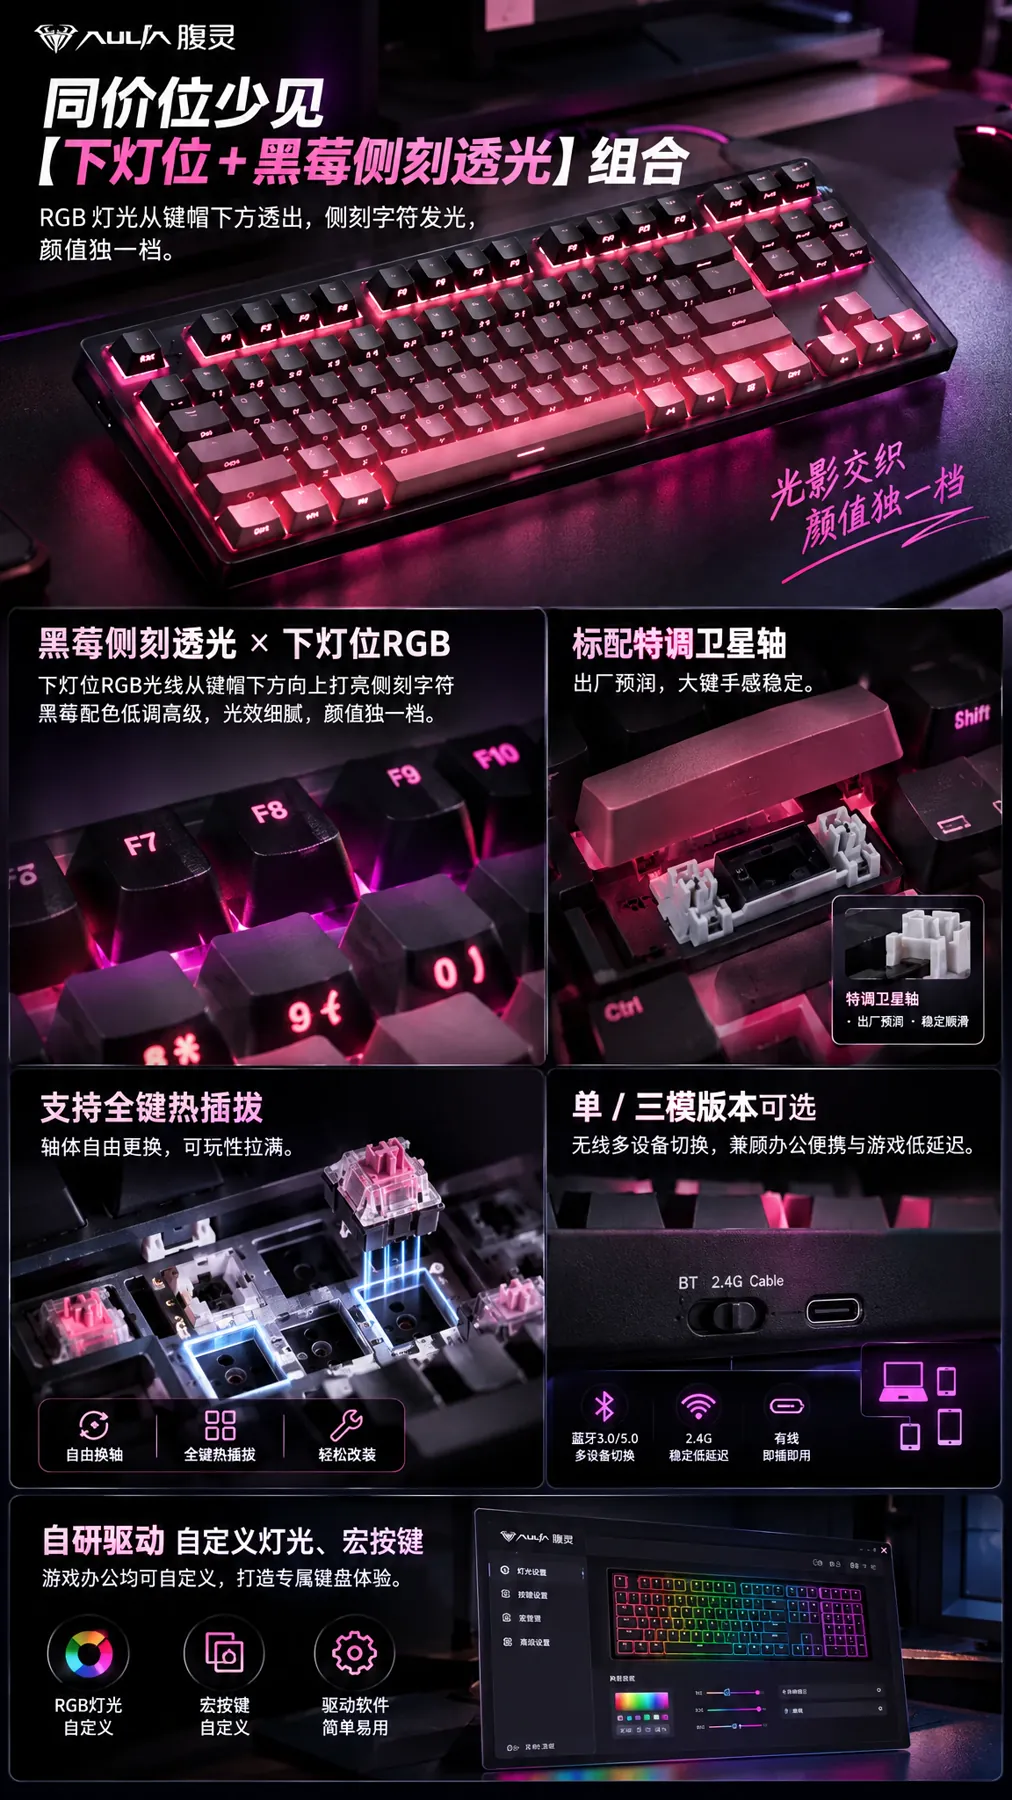 AULA 腹灵
同价位少见
【下灯位+黑莓侧刻透光】组合
RGB 灯光从键帽下方透出，侧刻字符发光，
颜值独一档。
光影交织
颜值独一档
黑莓侧刻透光 × 下灯位RGB
下灯位RGB光线从键帽下方向上打亮侧刻字符
黑莓配色低调高级，光效细腻，颜值独一档。
F7
F8
F9
F10
8 *
9 (
0 )
标配特调卫星轴
出厂预润，大键手感稳定。
Shift
Ctrl
特调卫星轴
· 出厂预润 · 稳定顺滑
支持全键热插拔
轴体自由更换，可玩性拉满。
自由换轴
全键热插拔
轻松改装
单 / 三模版本可选
无线多设备切换，兼顾办公便携与游戏低延迟。
BT 2.4G Cable
蓝牙3.0/5.0
多设备切换
2.4G
稳定低延迟
有线
即插即用
自研驱动 自定义灯光、宏按键
游戏办公均可自定义，打造专属键盘体验。
RGB灯光
自定义
宏按键
自定义
驱动软件
简单易用
AULA 腹灵
灯光设置
按键设置
高级设置